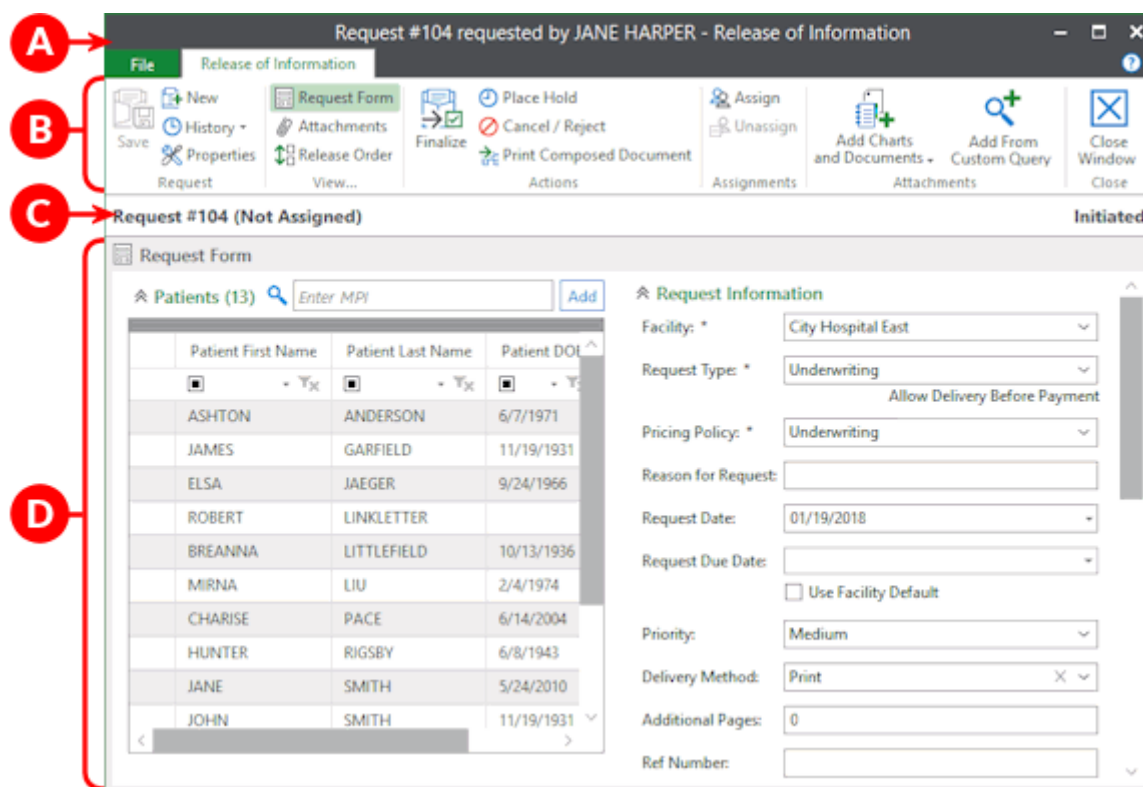 A
Request #104 requested by JANE HARPER - Release of Information
File Release of Information
B
New Request Form Place Hold Assign
Save History Attachments Finalize Cancel / Reject Unassign Add Charts and Documents Add From Custom Query Close Window
Properties Release Order Print Composed Document
Request View... Actions Assignments Attachments Close
C
Request #104 (Not Assigned) Initiated
D
Request Form
Patients (13) Enter MPI Add
Patient First Name Patient Last Name Patient
ASHTON ANDERSON 6/7/1971
JAMES GARFIELD 11/19/1931
ELSA JAEGER 9/24/1966
ROBERT LINKLETTER
BREANNA LITTLEFIELD 10/13/1936
MIRNA LIU 2/4/1974
CHARISE PACE 6/14/2004
HUNTER RIGSBY 6/8/1943
JANE SMITH 5/24/2010
JOHN SMITH 11/19/1931
Request Information
Facility: * City Hospital East
Request Type: * Underwriting
Allow Delivery Before Payment
Pricing Policy: * Underwriting
Reason for Request:
Request Date: 01/19/2018
Request Due Date:
Use Facility Default
Priority: Medium
Delivery Method: Print
Additional Pages: 0
Ref Number: